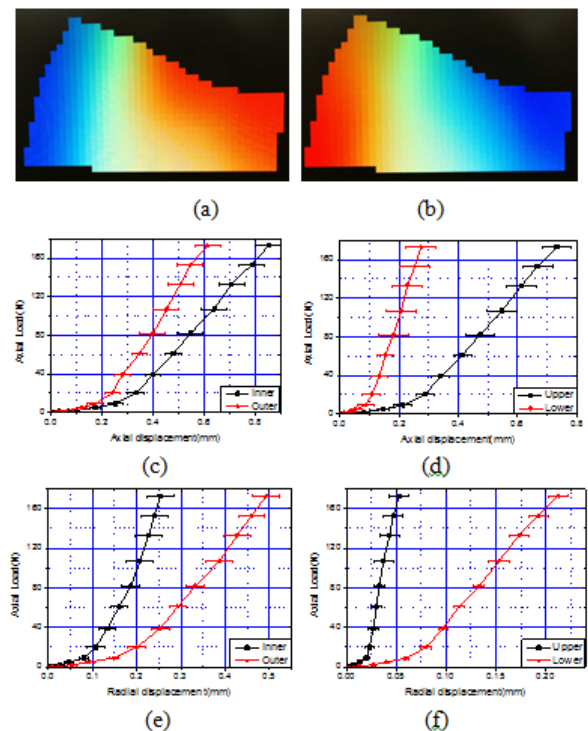 (a)
(b)
160
120
80
40
0
Axial Load(N)
Inner
Outer
0.0 0.2 0.4 0.6 0.8
Axial displacement(mm)
(c)
160
120
80
40
0
Axial Load(N)
Upper
Lower
0.0 0.2 0.4 0.6 0.8
Axial displacement(mm)
(d)
160
120
80
40
0
Axial Load(N)
Inner
Outer
0.0 0.1 0.2 0.3 0.4 0.5
Radial displacement(mm)
(e)
160
120
80
40
0
Axial Load(N)
Upper
Lower
0.00 0.05 0.10 0.15 0.20
Radial displacement(mm)
(f)